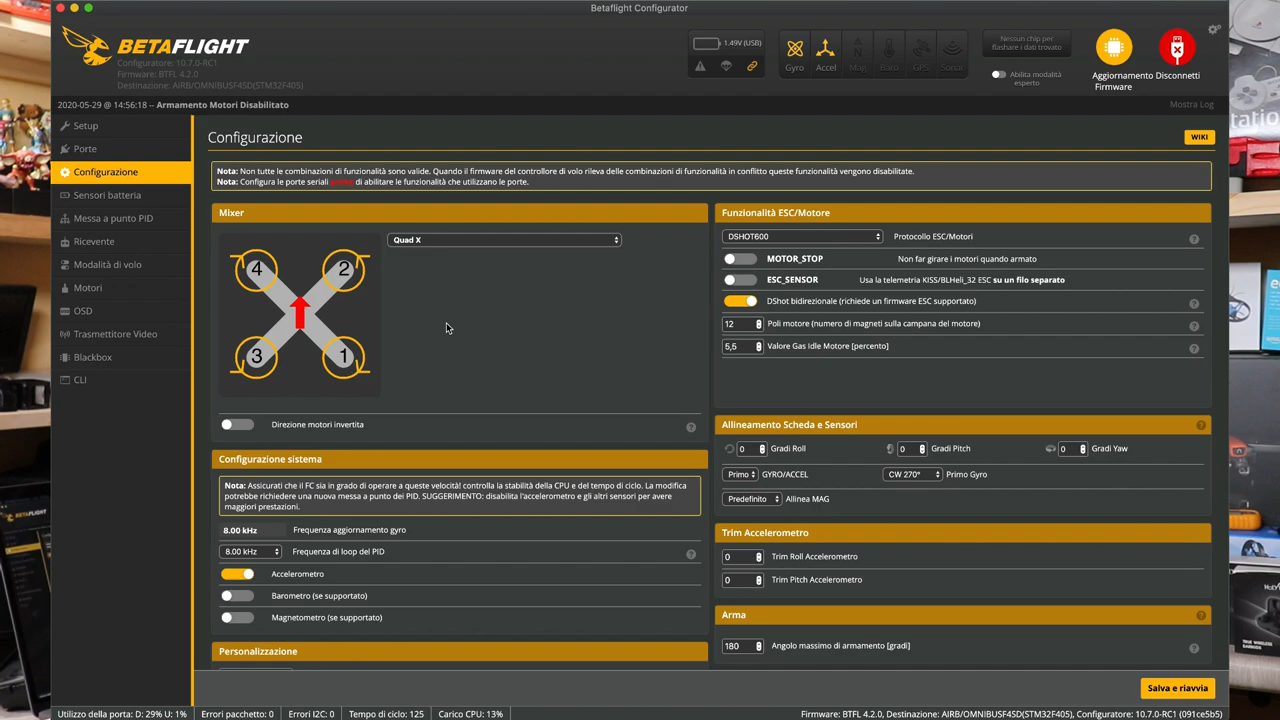 Betaflight Configurator
BETAFLIGHT
Configuratore: 10.7.0-RC1
Firmware: BTFL 4.2.0
Destinazione: AIRB/OMNIBUSF4SD(STM32F405)
1.49V (USB)
Gyro
Accel
Mag
Baro
GPS
Sonar
Nessun chip per
flashare i dati trovato
Abilita modalità
esperto
Aggiornamento
Firmware
Disconnetti
2020-05-29 @ 14:56:18 -- Armamento Motori Disabilitato
Mostra Log
Setup
Porte
Configurazione
Sensori batteria
Messa a punto PID
Ricevente
Modalità di volo
Motori
OSD
Trasmettitore Video
Blackbox
CLI
Configurazione
WIKI
Nota: Non tutte le combinazioni di funzionalità sono valide. Quando il firmware del controllore di volo rileva delle combinazioni di funzionalità in conflitto queste funzionalità vengono disabilitate.
Nota: Configura le porte seriali di abilitare le funzionalità che utilizzano le porte.
Mixer
Quad X
4
2
3
1
Direzione motori invertita
Configurazione sistema
Nota: Assicurati che il FC sia in grado di operare a queste velocità! controlla la stabilità della CPU e del tempo di ciclo. La modifica
potrebbe richiedere una nuova messa a punto dei PID. SUGGERIMENTO: disabilita l'accelerometro e gli altri sensori per avere
maggiori prestazioni.
8.00 kHz Frequenza aggiornamento gyro
8.00 kHz Frequenza di loop del PID
Accelerometro
Barometro (se supportato)
Magnetometro (se supportato)
Personalizzazione
Funzionalità ESC/Motore
DSHOT600 Protocollo ESC/Motori
MOTOR_STOP Non far girare i motori quando armato
ESC_SENSOR Usa la telemetria KISS/BLHeli_32 ESC su un filo separato
DShot bidirezionale (richiede un firmware ESC supportato)
12 Poli motore (numero di magneti sulla campana del motore)
5,5 Valore Gas Idle Motore [percento]
Allineamento Scheda e Sensori
0 Gradi Roll 0 Gradi Pitch 0 Gradi Yaw
Primo GYRO/ACCEL CW 270° Primo Gyro
Predefinito Allinea MAG
Trim Accelerometro
0 Trim Roll Accelerometro
0 Trim Pitch Accelerometro
Arma
180 Angolo massimo di armamento [gradi]
Salva e riavvia
Utilizzo della porta: D: 29% U: 1% Errori pacchetto: 0 Errori I2C: 0 Tempo di ciclo: 125 Carico CPU: 13% Firmware: BTFL 4.2.0, Destinazione: AIRB/OMNIBUSF4SD(STM32F405), Configuratore: 10.7.0-RC1 (091ce5b5)